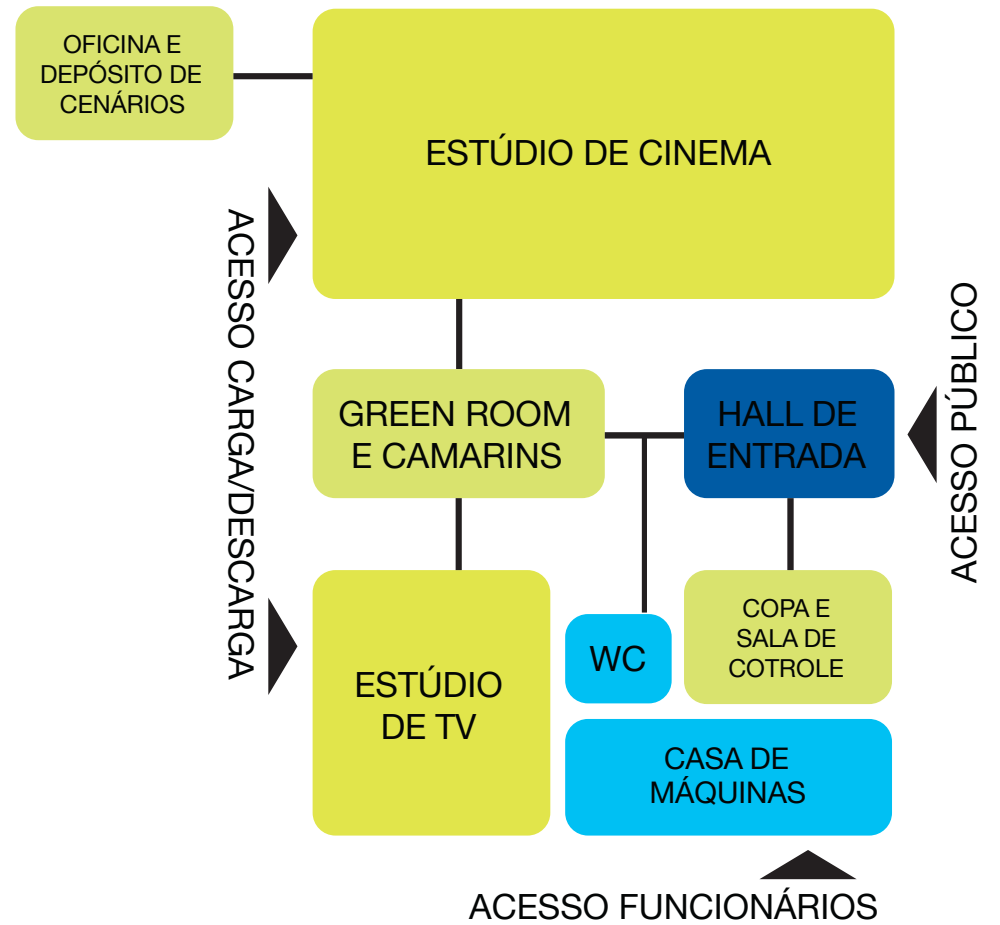 OFICINA E
DEPÓSITO DE
CENÁRIOS
ESTÚDIO DE CINEMA
ACESSO CARGA/DESCARGA
ACESSO PÚBLICO
GREEN ROOM
E CAMARINS
HALL DE
ENTRADA
ESTÚDIO
DE TV
WC
COPA E
SALA DE
COTROLE
CASA DE
MÁQUINAS
ACESSO FUNCIONÁRIOS